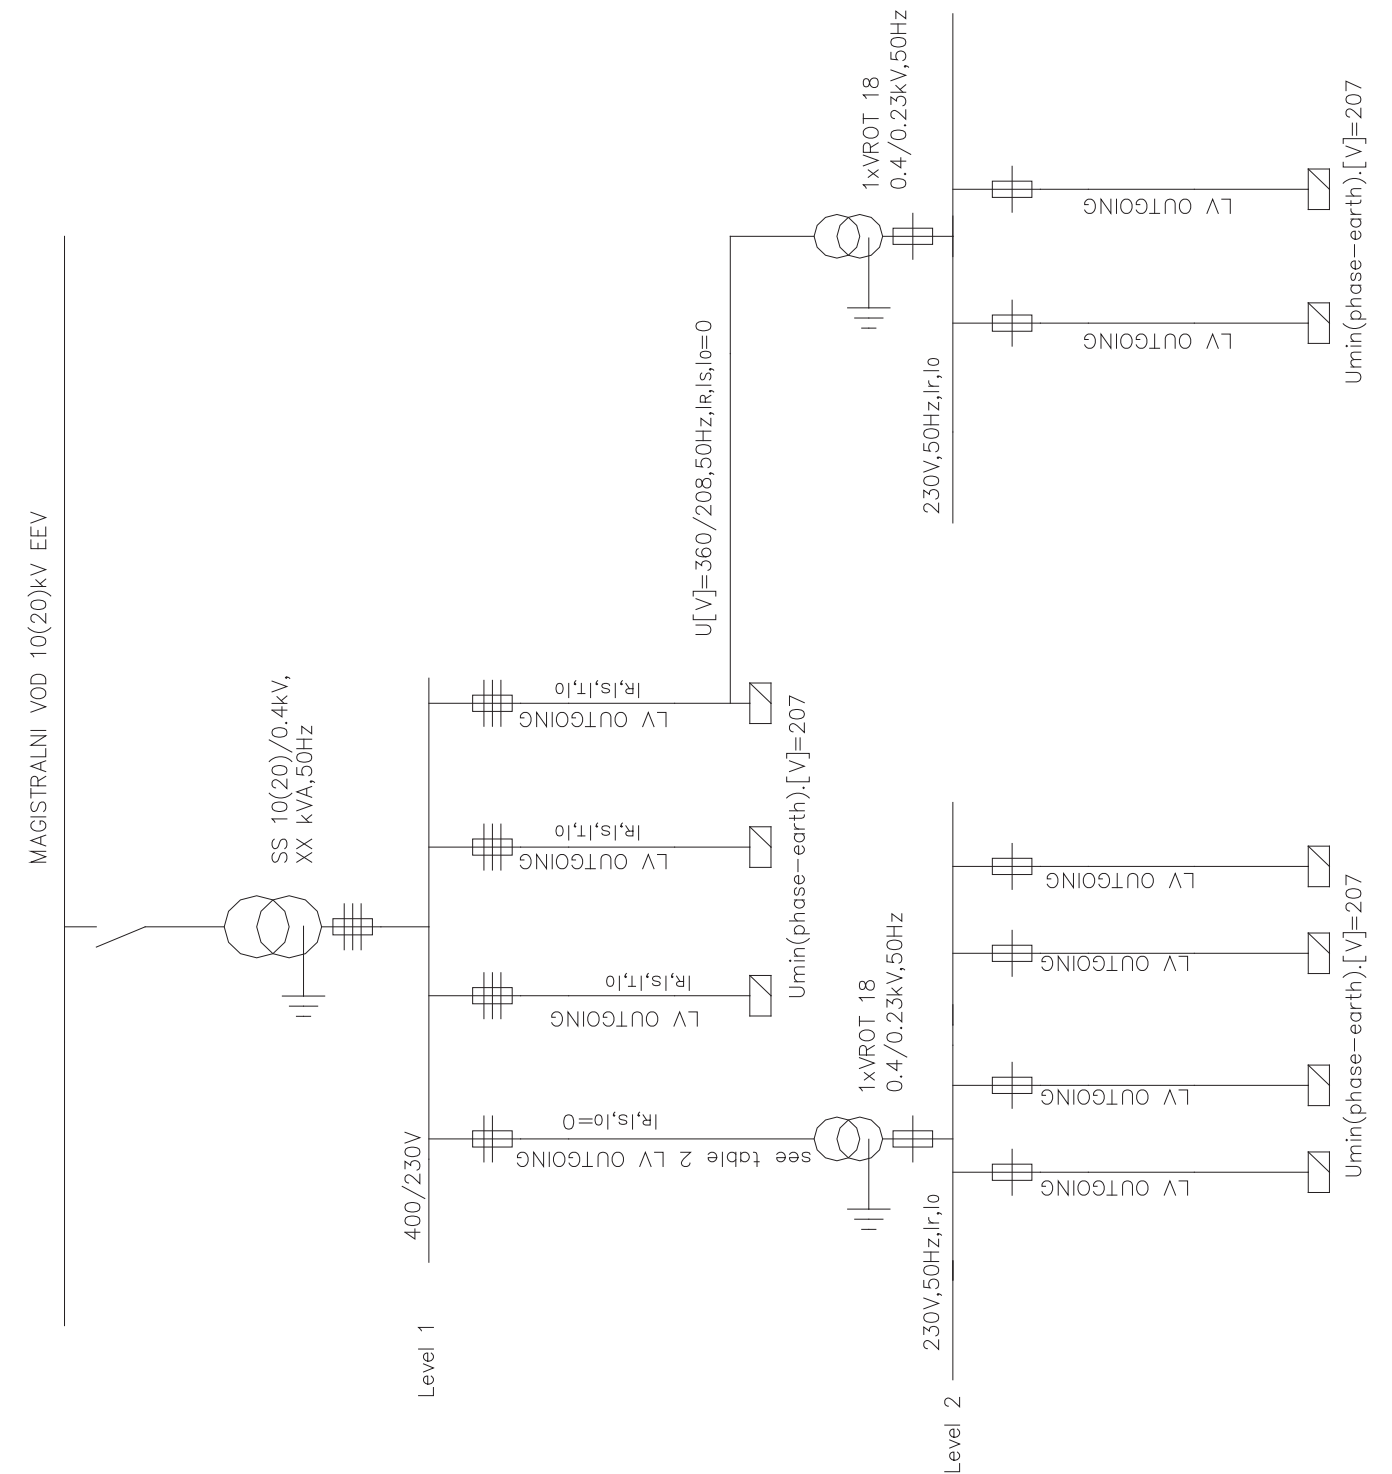 MAGISTRALNI VOD 10(20)kV EEV
SS 10(20)/0.4kV,
XX kVA,50Hz
Level 1
400/230V
IR,IS,I0=0
see table 2 LV OUTGOING
IR,IS,IT,I0
LV OUTGOING
IR,IS,IT,I0
LV OUTGOING
IR,IS,IT,I0
LV OUTGOING
Umin(phase-earth).[V]=207
U[V]=360/208,50Hz,IR,IS,I0=0
1xVROT 18
0.4/0.23kV,50Hz
1xVROT 18
0.4/0.23kV,50Hz
Level 2
230V,50Hz,Ir,I0
LV OUTGOING
LV OUTGOING
LV OUTGOING
LV OUTGOING
Umin(phase-earth).[V]=207
230V,50Hz,Ir,I0
LV OUTGOING
LV OUTGOING
Umin(phase-earth).[V]=207